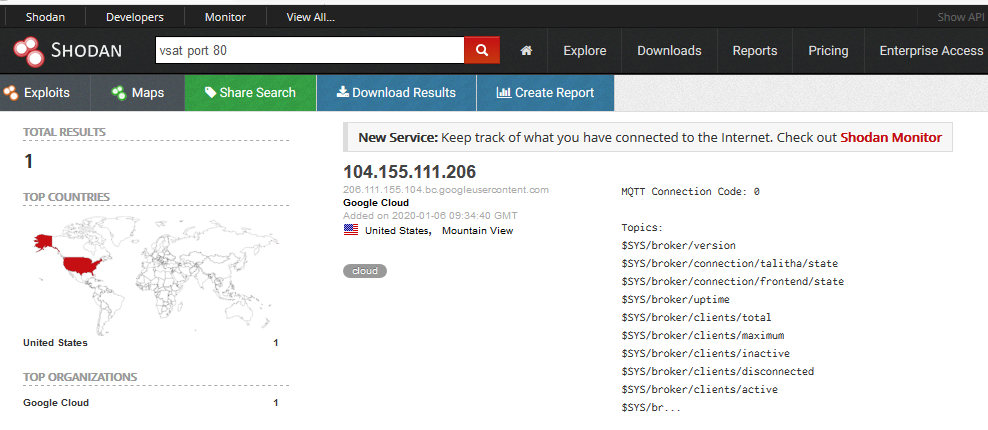 Shodan Developers Monitor View All... Show API
SHODAN vsat port 80 Explore Downloads Reports Pricing Enterprise Access
Exploits Maps Share Search Download Results Create Report
TOTAL RESULTS
1
TOP COUNTRIES
United States 1
TOP ORGANIZATIONS
Google Cloud 1
New Service: Keep track of what you have connected to the Internet. Check out Shodan Monitor
104.155.111.206
206.111.155.104.bc.googleusercontent.com
Google Cloud
Added on 2020-01-06 09:34:40 GMT
United States, Mountain View
cloud
MQTT Connection Code: 0
Topics:
$SYS/broker/version
$SYS/broker/connection/talitha/state
$SYS/broker/connection/frontend/state
$SYS/broker/uptime
$SYS/broker/clients/total
$SYS/broker/clients/maximum
$SYS/broker/clients/inactive
$SYS/broker/clients/disconnected
$SYS/broker/clients/active
$SYS/br...